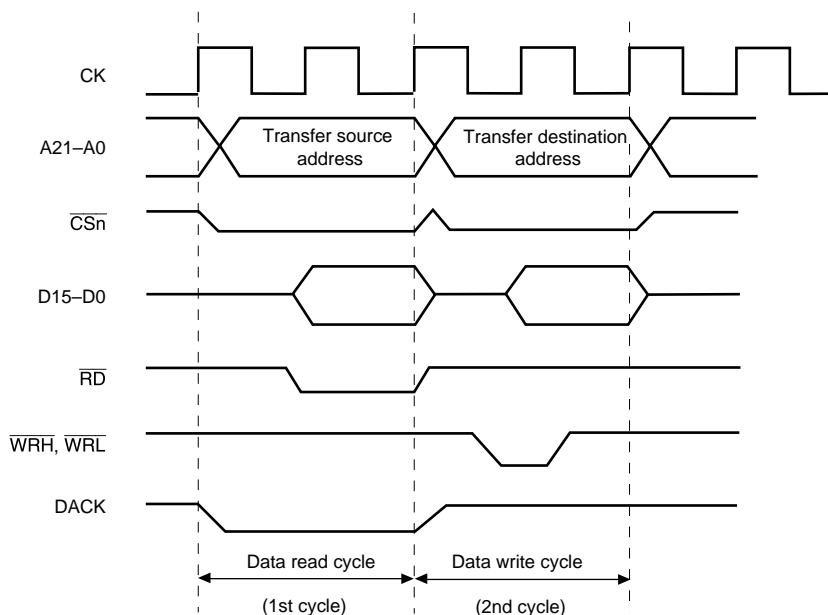 CK
A21–A0
Transfer source
address
Transfer destination
address
CSn
D15–D0
RD
WRH, WRL
DACK
Data read cycle
Data write cycle
(1st cycle)
(2nd cycle)